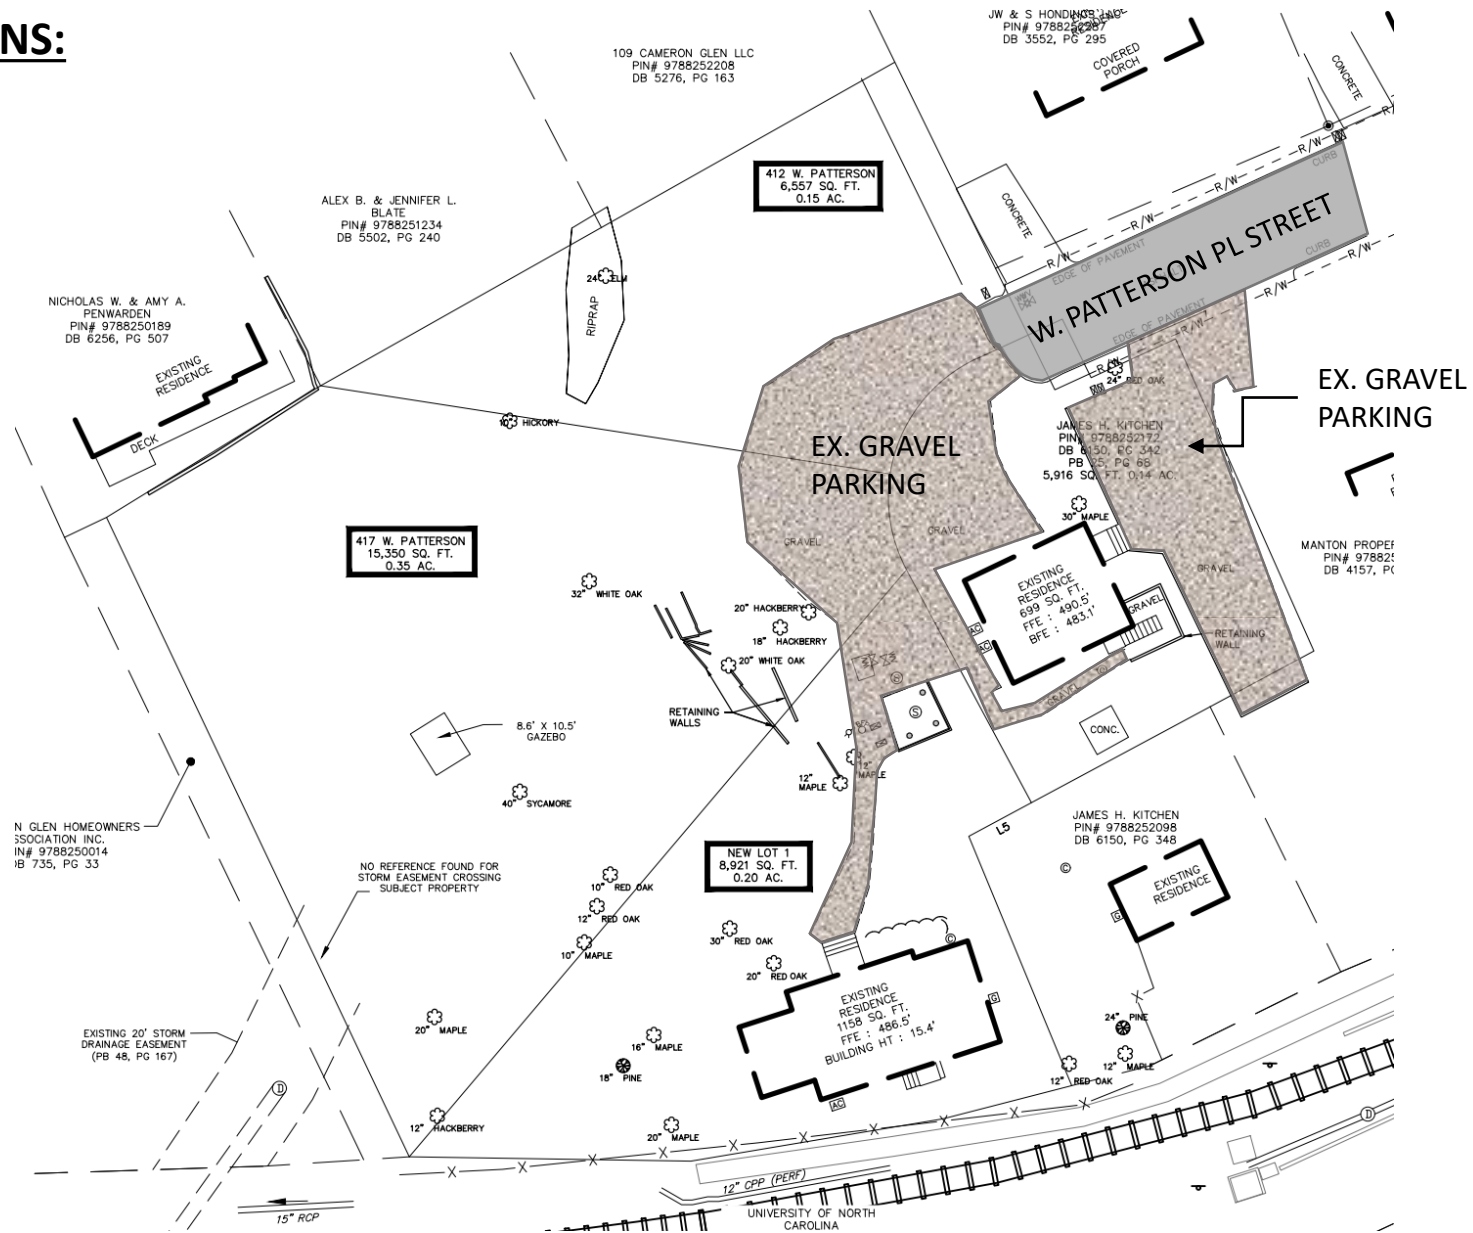 NS:
109 CAMERON GLEN LLC
PIN# 9788252208
DB 5276, PG 163
JW & S HONDINGS
DB 3552, PG 295
COVERED
PORCH
CONCRETE
R/W
R/W
R/W
R/W
CURB
412 W. PATTERSON
6,557 SQ. FT.
0.15 AC.
ALEX B. & JENNIFER L.
BLATE
PIN# 9788251234
DB 5502, PG 240
CONCRETE
W. PATTERSON PL STREET
EDGE OF PAVEMENT
CURB
R/W
R/W
EDGE OF PAVEMENT
R/W
R/W
24" ELM
RIPRAP
NICHOLAS W. & AMY A.
PENWARDEN
PIN# 9788250189
DB 6256, PG 507
EXISTING
RESIDENCE
DECK
24" RED OAK
EX. GRAVEL
PARKING
10" HICKORY
EX. GRAVEL
PARKING
JAMES H. KITCHEN
PIN# 9788252172
DB 6150, PG 342
PB 25, PG 68
5,916 SQ. FT. 0.14 AC.
30" MAPLE
417 W. PATTERSON
15,350 SQ. FT.
0.35 AC.
GRAVEL
GRAVEL
MANTON PROPER
PIN# 97882
DB 4157, P
GRAVEL
32" WHITE OAK
EXISTING
RESIDENCE
699 SQ. FT.
FFE : 490.5'
BFE : 483.1'
GRAVEL
20" HACKBERRY
18" HACKBERRY
AC
AC
RETAINING
WALL
20" WHITE OAK
GRAVEL
RETAINING
WALLS
S
8.6' X 10.5'
GAZEBO
CONC.
12"
MAPLE
12"
MAPLE
40" SYCAMORE
N GLEN HOMEOWNERS
SSOCIATION INC.
IN# 9788250014
B 735, PG 33
L5
JAMES H. KITCHEN
PIN# 9788252098
DB 6150, PG 348
NEW LOT 1
8,921 SQ. FT.
0.20 AC.
NO REFERENCE FOUND FOR
STORM EASEMENT CROSSING
SUBJECT PROPERTY
C
EXISTING
RESIDENCE
G
10" RED OAK
12" RED OAK
10" MAPLE
30" RED OAK
20" RED OAK
C
EXISTING
RESIDENCE
1158 SQ. FT.
FFE : 486.5'
BUILDING HT : 15.4'
G
AC
20" MAPLE
EXISTING 20' STORM
DRAINAGE EASEMENT
(PB 48, PG 167)
16" MAPLE
18" PINE
24" PINE
12" MAPLE
12" RED OAK
D
12" HACKBERRY
20" MAPLE
D
12" CPP (PERF)
15" RCP
UNIVERSITY OF NORTH
CAROLINA